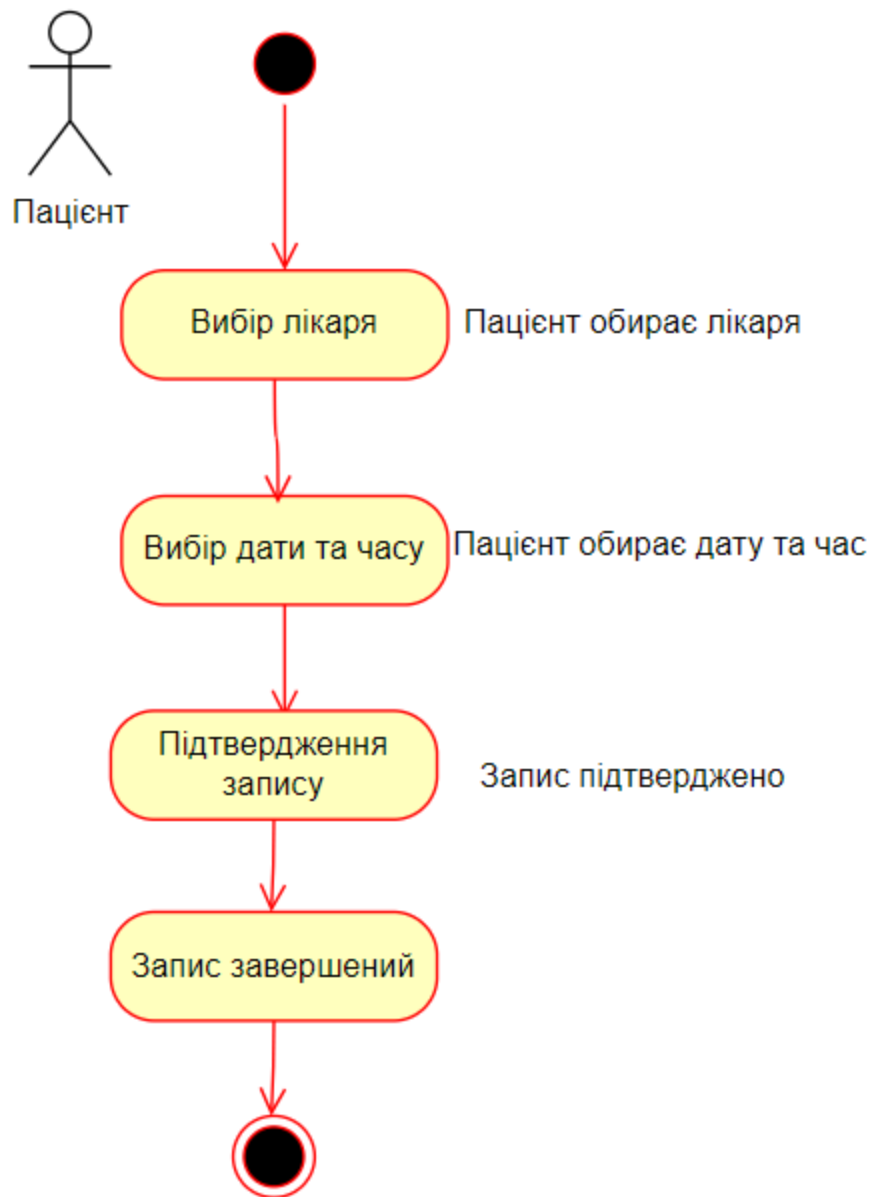 Пацієнт
Вибір лікаря
Пацієнт обирає лікаря
Вибір дати та часу
Пацієнт обирає дату та час
Підтвердження
запису
Запис підтверджено
Запис завершений